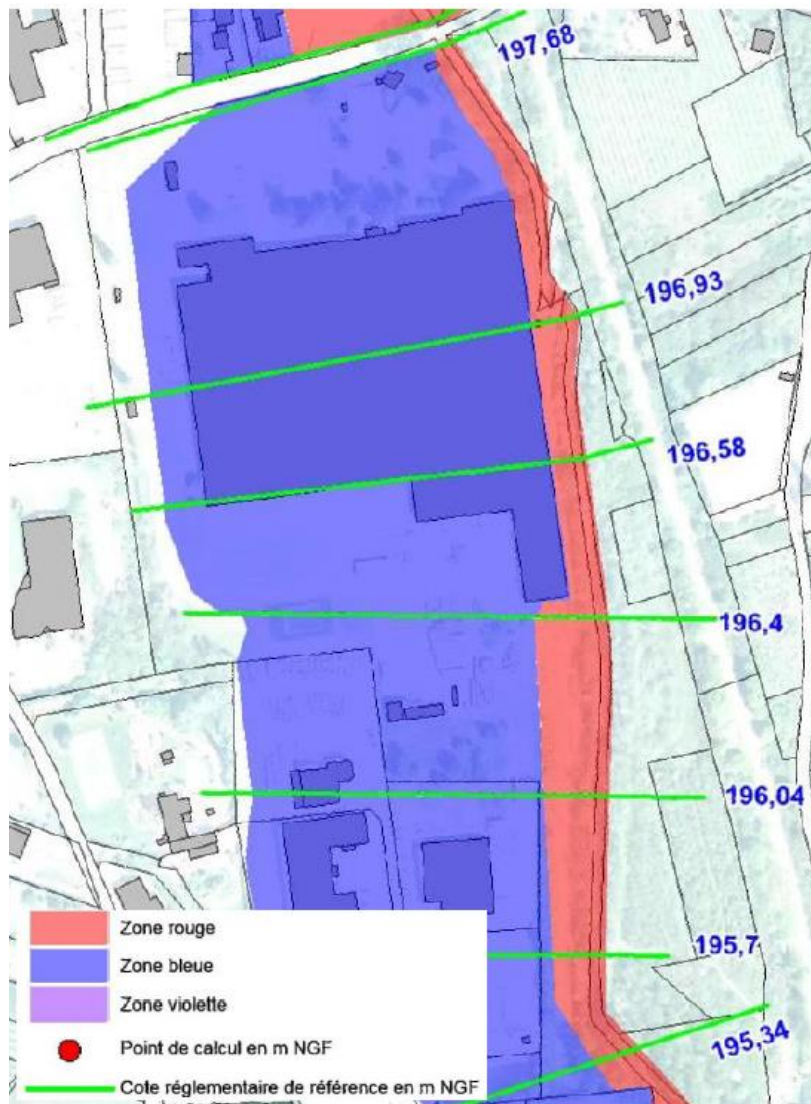 197,68
196,93
196,58
196,4
196,04
195,7
195,34
Zone rouge
Zone bleue
Zone violette
Point de calcul en m NGF
Cote réglementaire de référence en m NGF